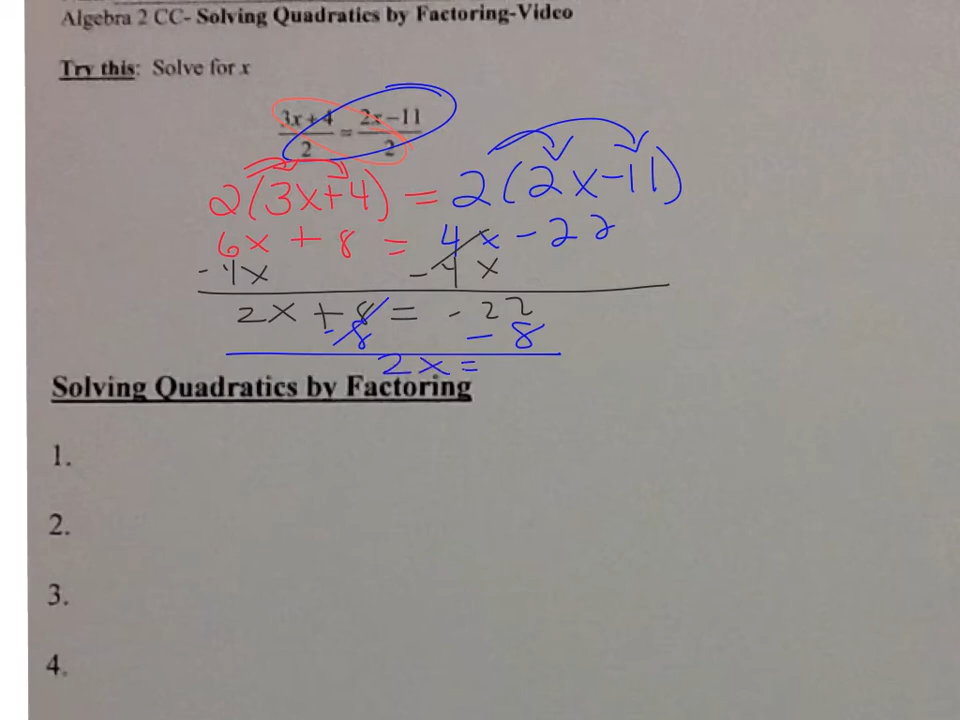 Algebra 2 CC- Solving Quadratics by Factoring-Video
Try this: Solve for x
3x+4 / 2 = 2x-11 / 2
2(3x+4) = 2(2x-11)
6x + 8 = 4x - 22
-4x -4x
2x + 8 = -22
-8 -8
2x =
Solving Quadratics by Factoring
1.
2.
3.
4.